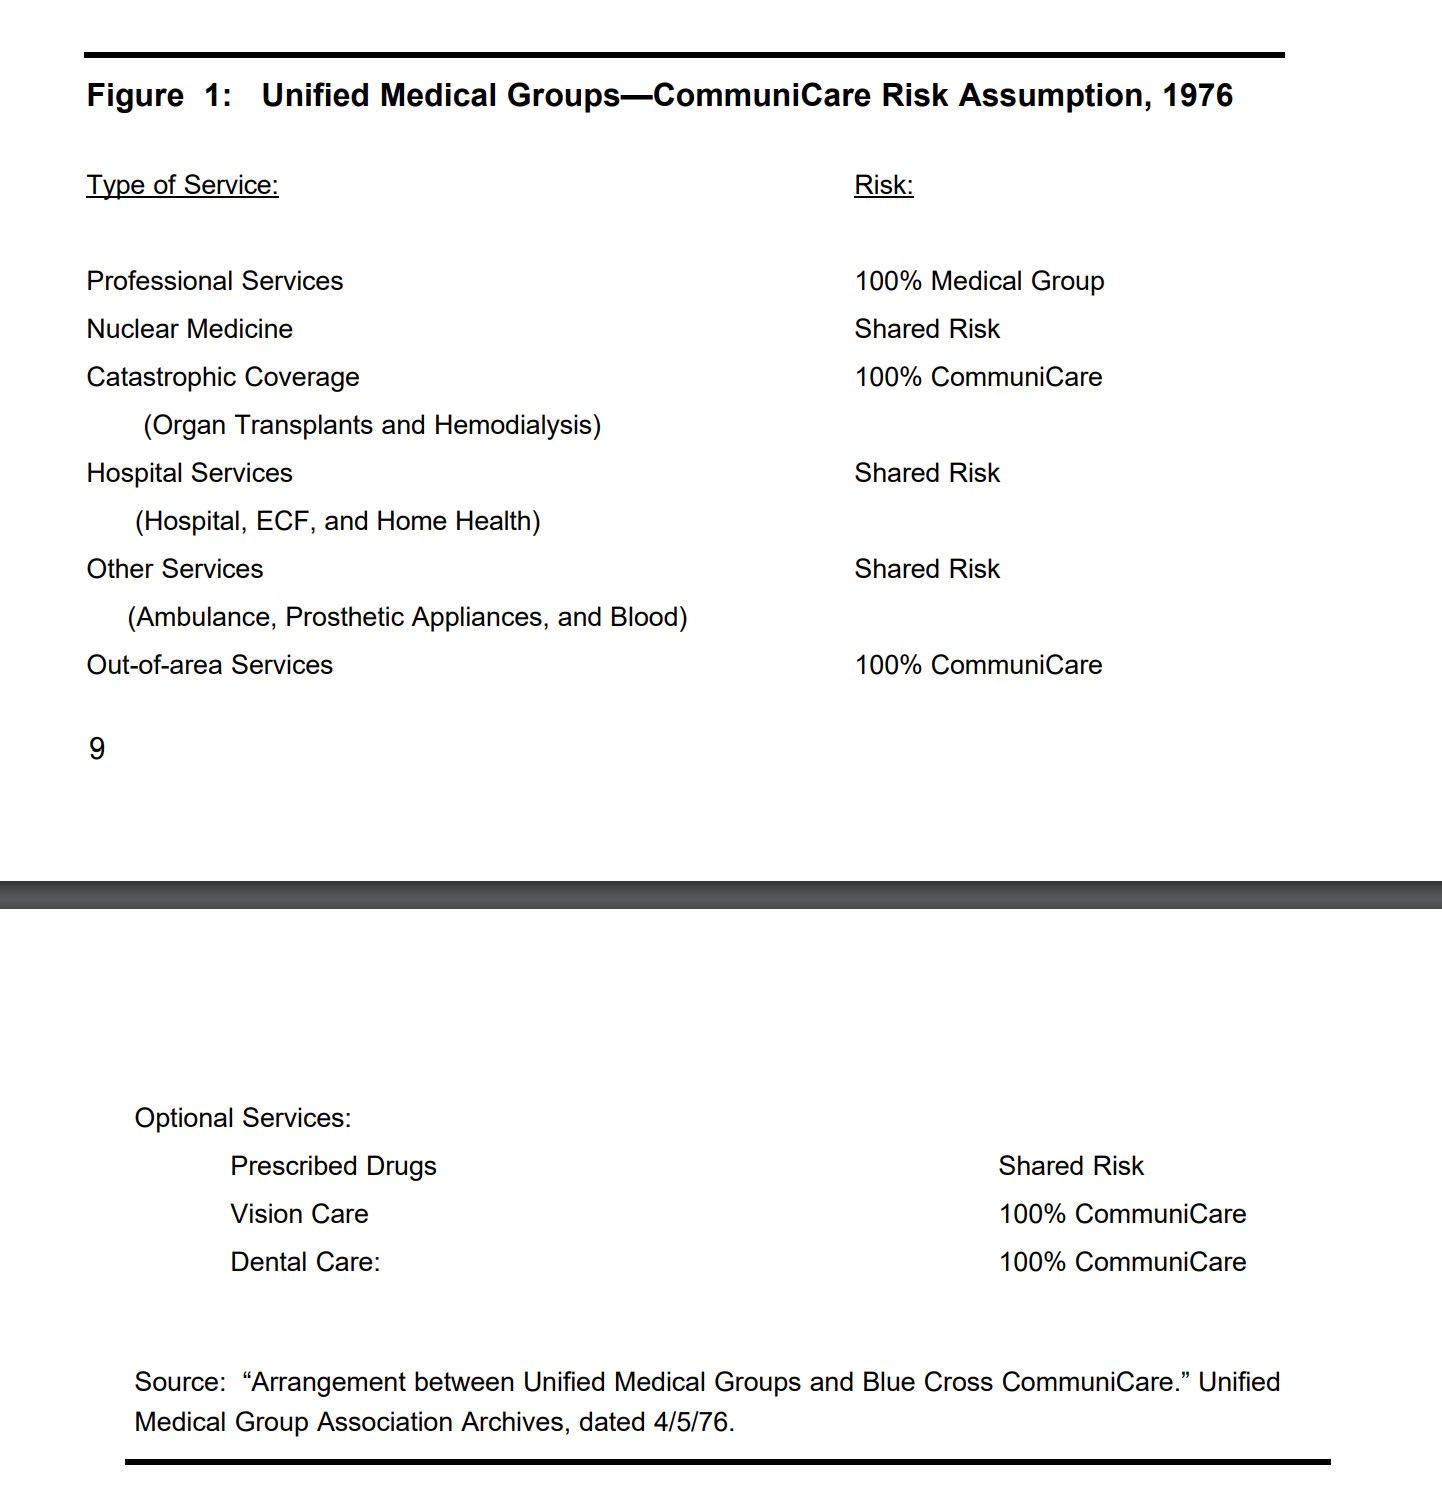 Figure 1: Unified Medical Groups—CommuniCare Risk Assumption, 1976
Type of Service: Risk:
Professional Services 100% Medical Group
Nuclear Medicine Shared Risk
Catastrophic Coverage 100% CommuniCare
(Organ Transplants and Hemodialysis)
Hospital Services Shared Risk
(Hospital, ECF, and Home Health)
Other Services Shared Risk
(Ambulance, Prosthetic Appliances, and Blood)
Out-of-area Services 100% CommuniCare
9
Optional Services:
Prescribed Drugs Shared Risk
Vision Care 100% CommuniCare
Dental Care: 100% CommuniCare
Source: “Arrangement between Unified Medical Groups and Blue Cross CommuniCare.” Unified
Medical Group Association Archives, dated 4/5/76.